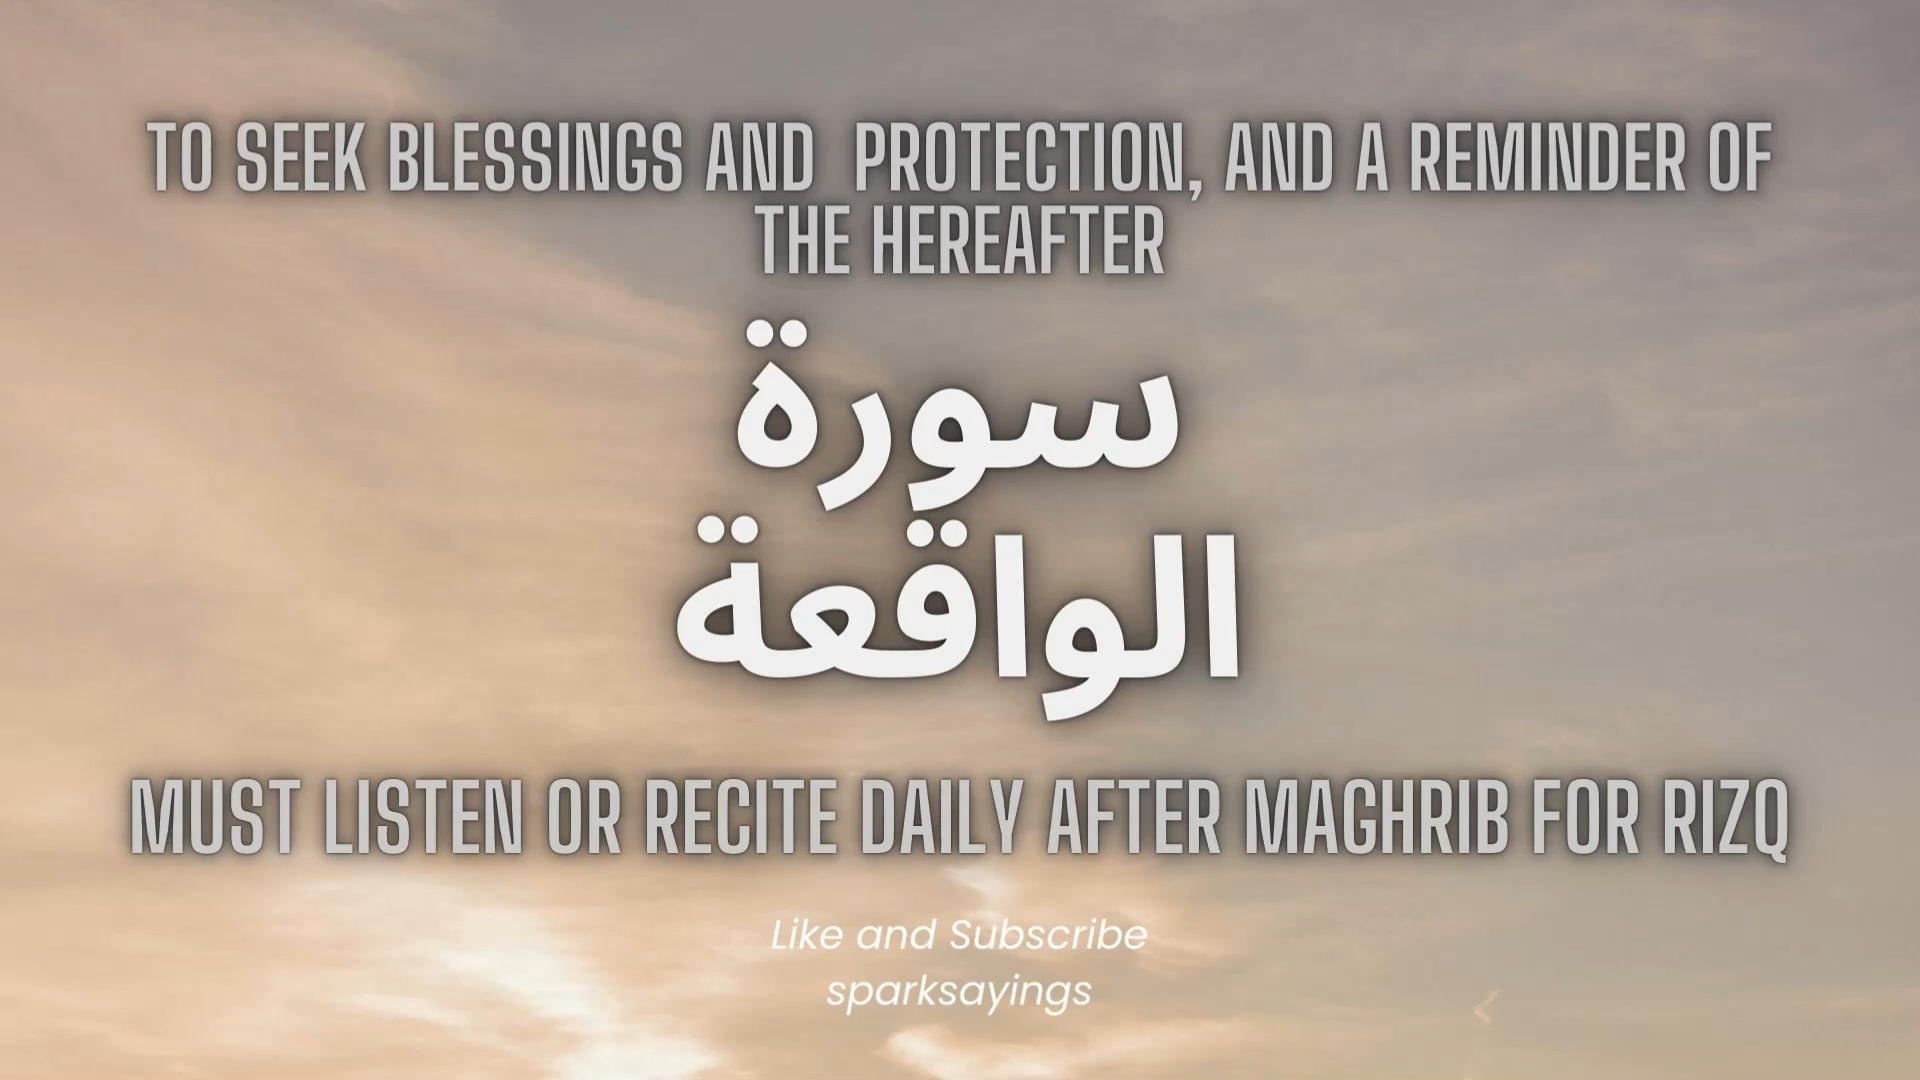 TO SEEK BLESSINGS AND  PROTECTION, AND A REMINDER OF
THE HEREAFTER
سورة
الواقعة
MUST LISTEN OR RECITE DAILY AFTER MAGHRIB FOR RIZQ
Like and Subscribe
sparksayings